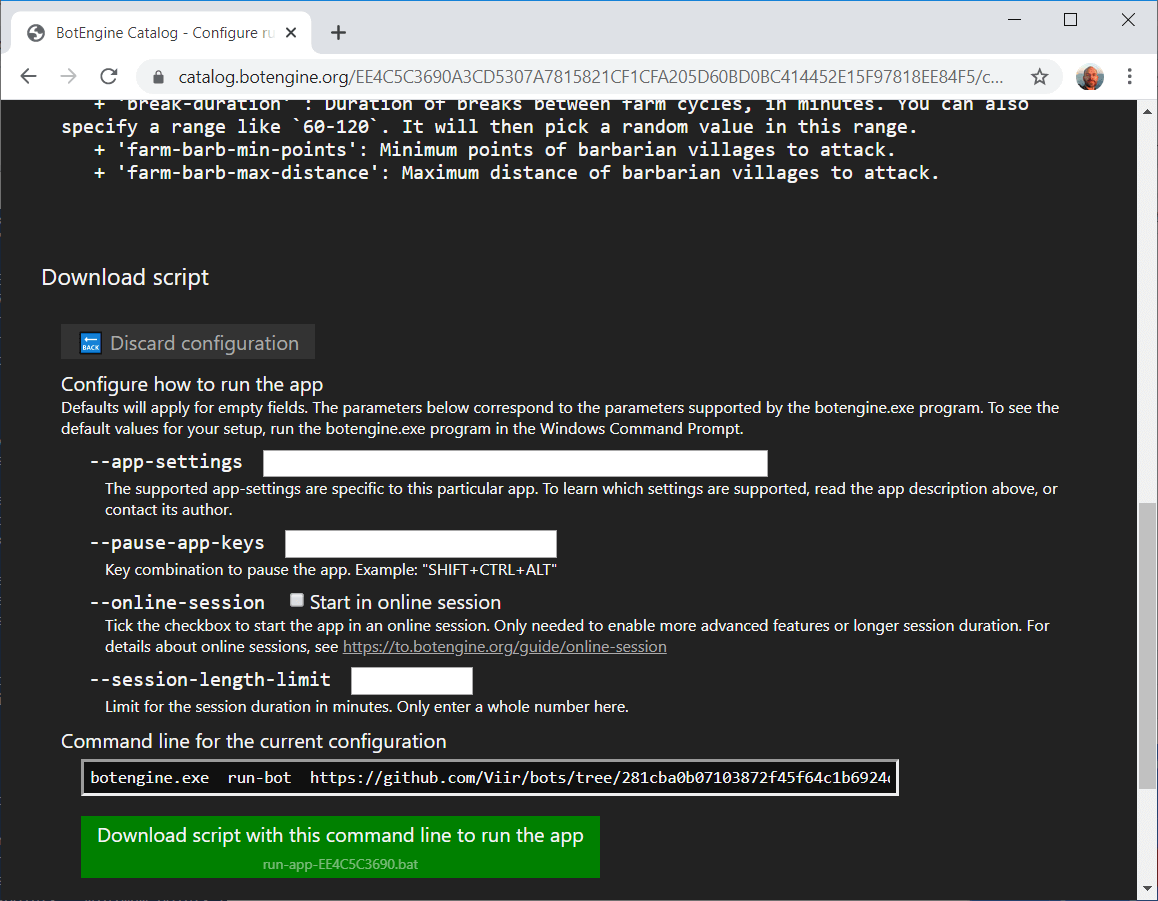 BotEngine Catalog - Configure ru
catalog.botengine.org/EE4C5C3690A3CD5307A7815821CF1CFA205D60BD0BC414452E15F97818EE84F5/c...
+ 'break-duration' : Duration of breaks between farm cycles, in minutes. You can also
specify a range like `60-120`. It will then pick a random value in this range.
+ 'farm-barb-min-points': Minimum points of barbarian villages to attack.
+ 'farm-barb-max-distance': Maximum distance of barbarian villages to attack.
Download script
BACK Discard configuration
Configure how to run the app
Defaults will apply for empty fields. The parameters below correspond to the parameters supported by the botengine.exe program. To see the
default values for your setup, run the botengine.exe program in the Windows Command Prompt.
--app-settings
The supported app-settings are specific to this particular app. To learn which settings are supported, read the app description above, or
contact its author.
--pause-app-keys
Key combination to pause the app. Example: "SHIFT+CTRL+ALT"
--online-session Start in online session
Tick the checkbox to start the app in an online session. Only needed to enable more advanced features or longer session duration. For
details about online sessions, see https://to.botengine.org/guide/online-session
--session-length-limit
Limit for the session duration in minutes. Only enter a whole number here.
Command line for the current configuration
botengine.exe run-bot https://github.com/Viir/bots/tree/281cba0b07103872f45f64c1b6924
Download script with this command line to run the app
run-app-EE4C5C3690.bat